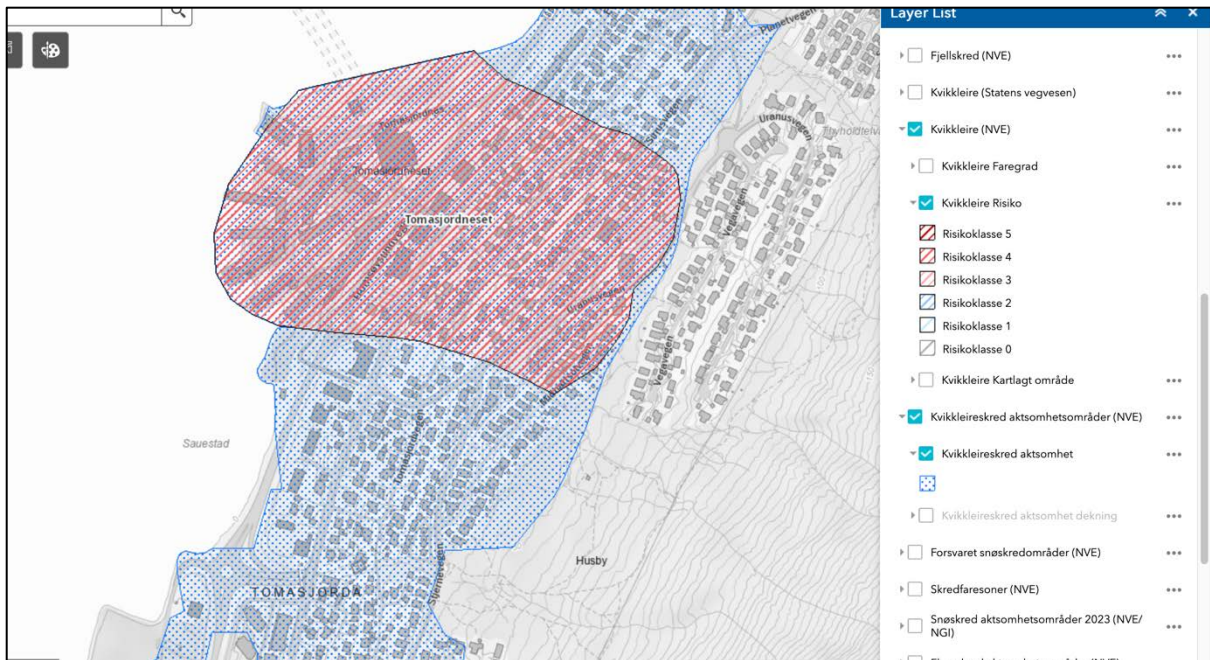 Layer List
Fjellskred (NVE)
Kvikkleire (Statens vegvesen)
Kvikkleire (NVE)
Kvikkleire Faregrad
Kvikkleire Risiko
Risikoklasse 5
Risikoklasse 4
Risikoklasse 3
Risikoklasse 2
Risikoklasse 1
Risikoklasse 0
Kvikkleire Kartlagt område
Kvikkleireskred aktsomhetsområder (NVE)
Kvikkleireskred aktsomhet
Kvikkleireskred aktsomhet dekning
Forsvaret snøskredområder (NVE)
Skredfaresoner (NVE)
Snøskred aktsomhetsområder 2023 (NVE/
NGI)
Planetvegen
Uranusvegen
Tomasjordnes
Tomasjordneset
Tomasjordneset
Vegavegen
Uranusvegen
Vegavegen
Sauestad
Husby
TOMASJORDA